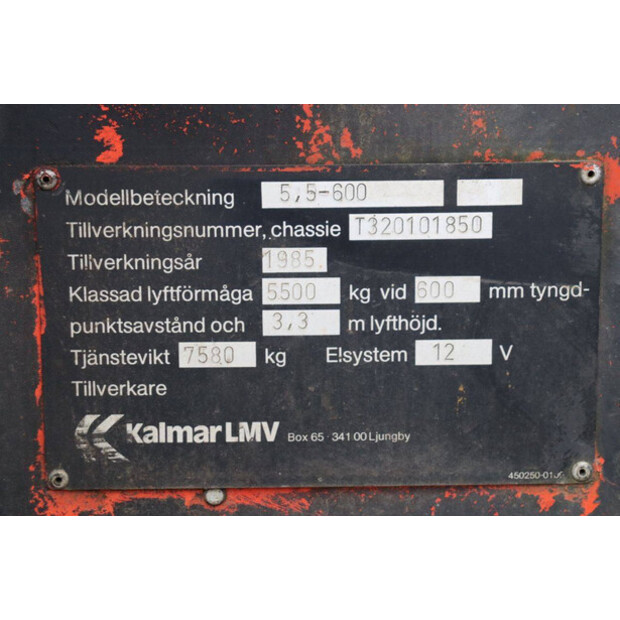 Modellbeteckning 5,5-600
Tillverkningsnummer, chassie T320101850
Tillverkningsår 1985.
Klassad lyftförmåga 5500 kg vid 600 mm tyngd-
punktsavstånd och 3,3 m lyfthöjd.
Tjänstevikt 7580 kg Elsystem 12 V
Tillverkare
Kalmar LMV Box 65 · 341 00 Ljungby